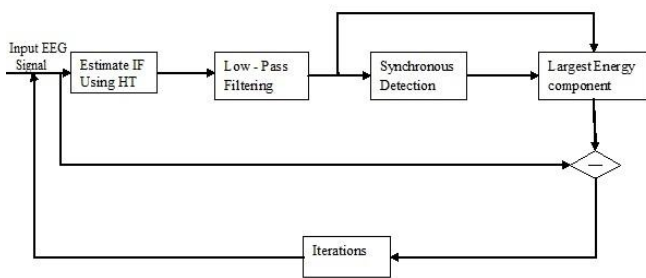 Input EEG
Signal
Estimate IF
Using HT
Low - Pass
Filtering
Synchronous
Detection
Largest Energy
component
Iterations